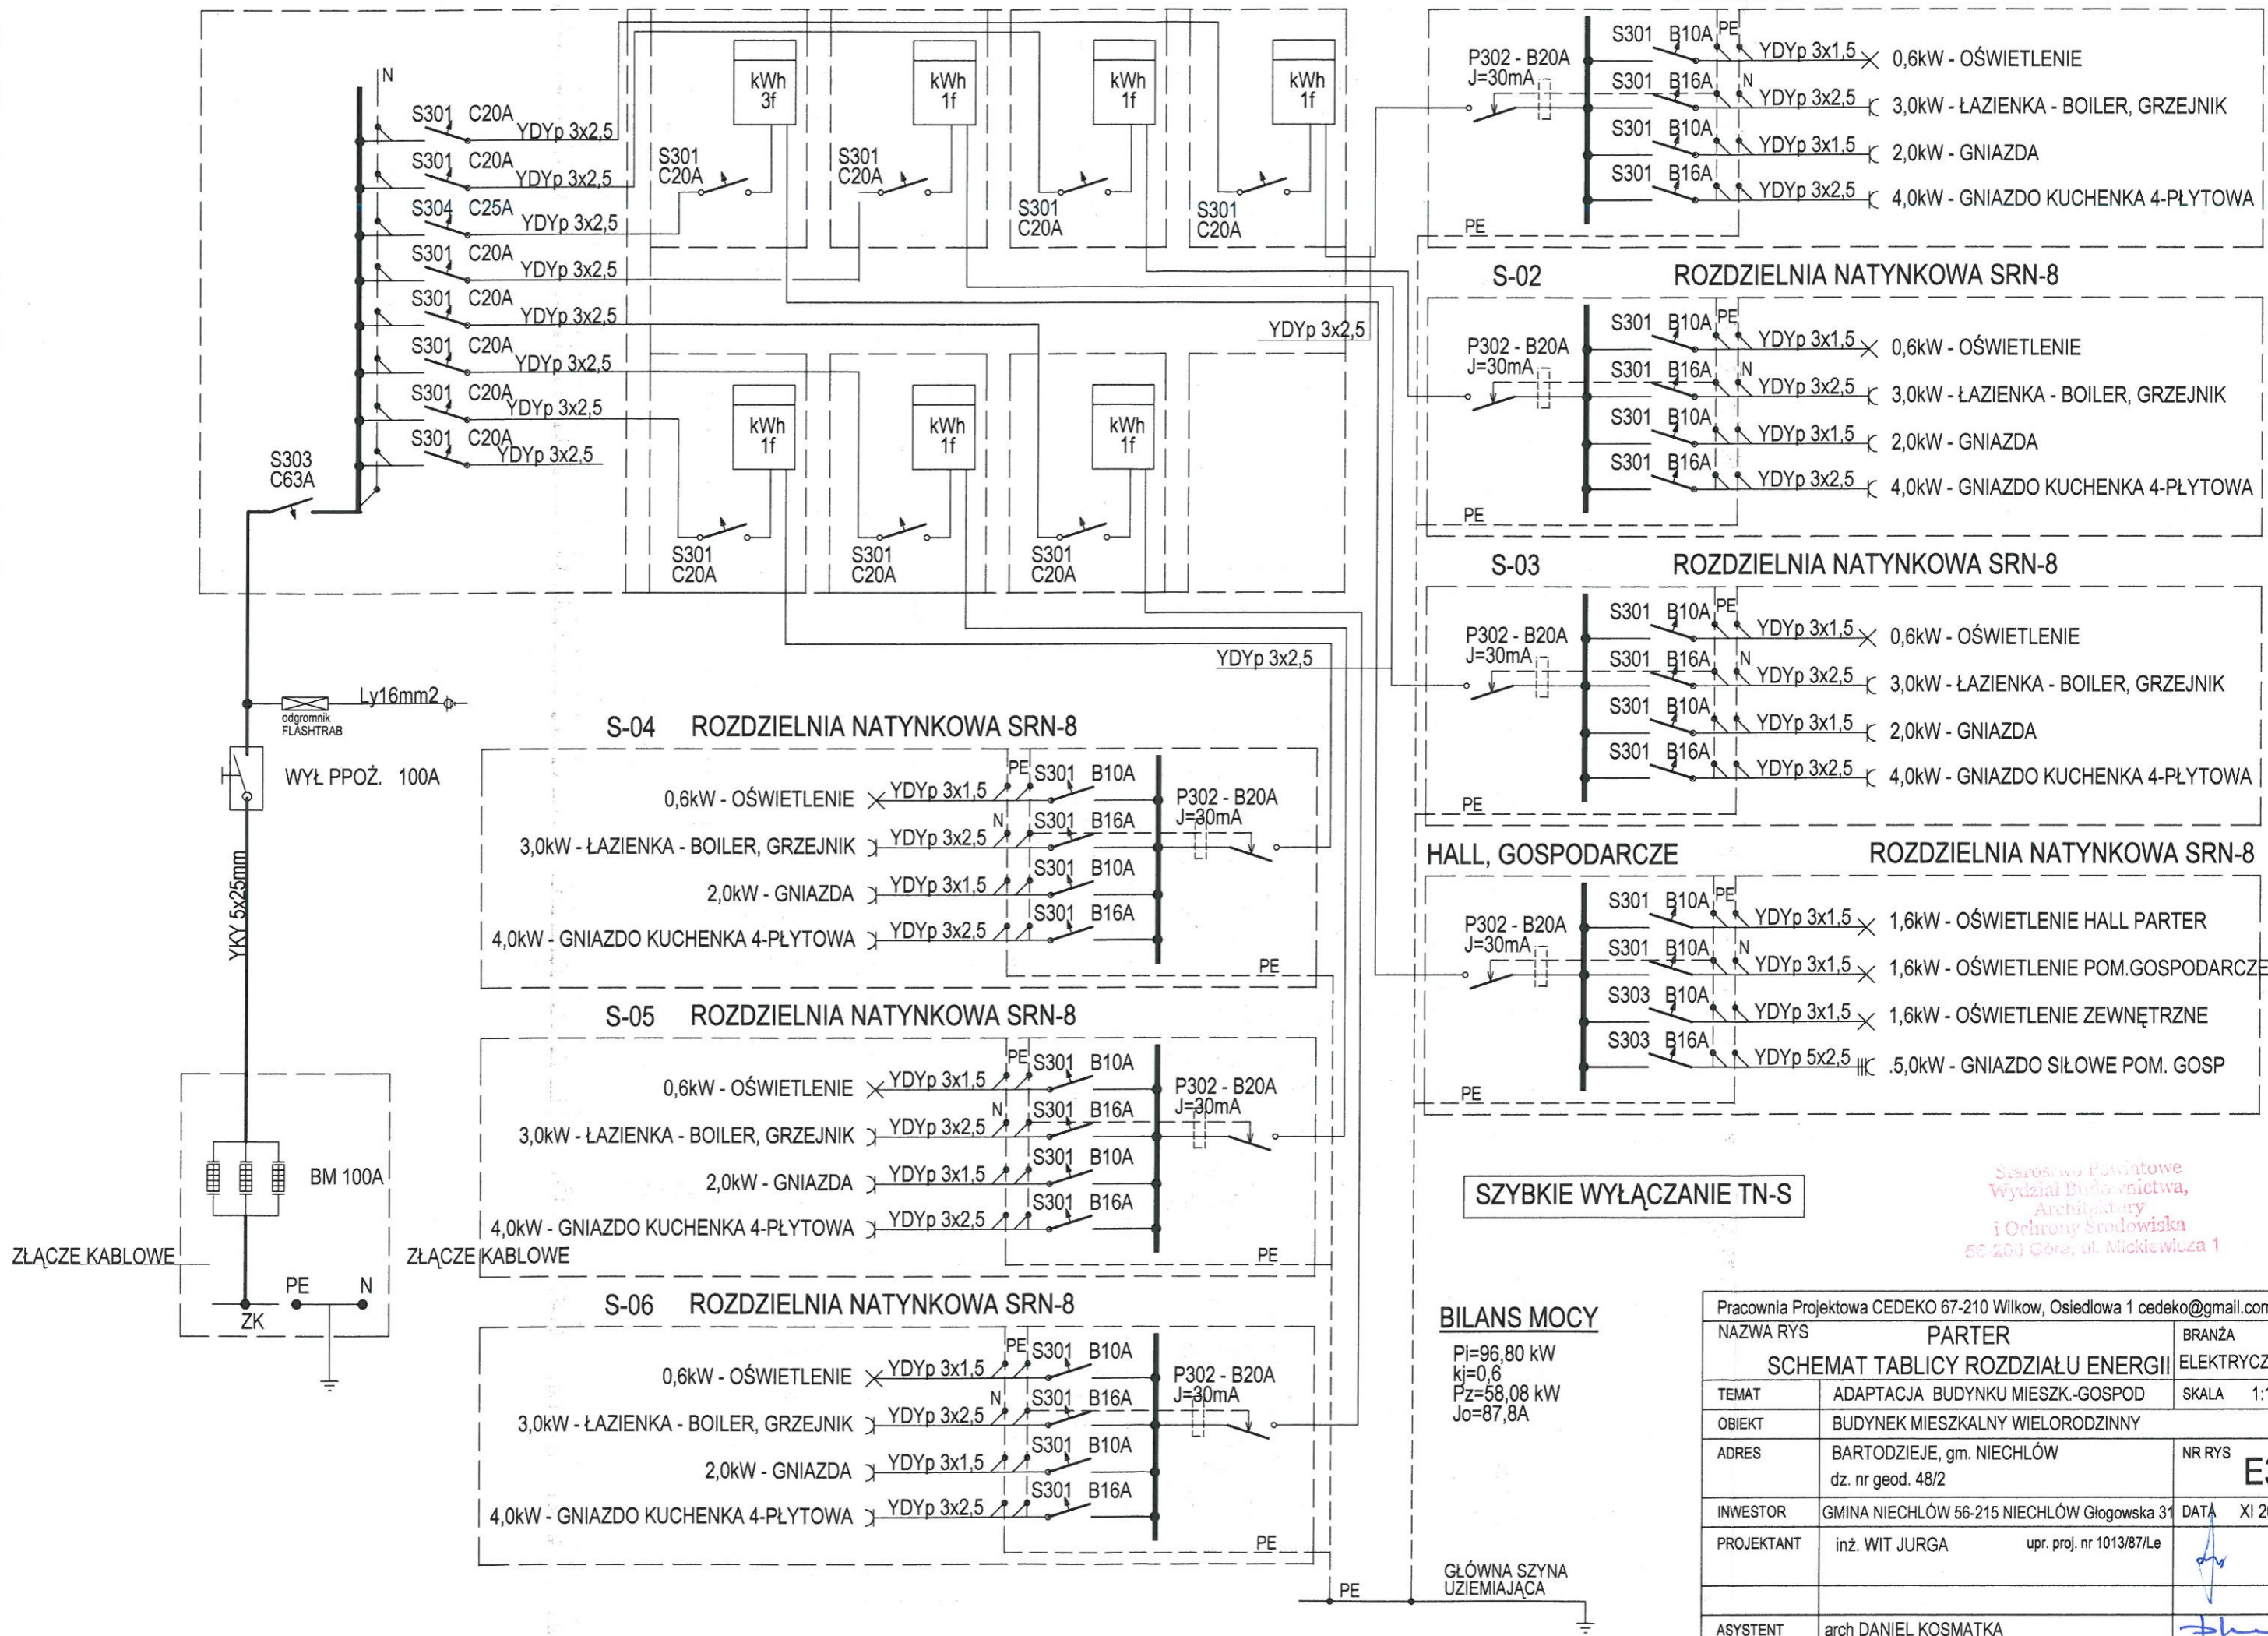 N
S301 C20A
YDYp 3x2,5
S301 C20A
YDYp 3x2,5
S304 C25A
YDYp 3x2,5
S301 C20A
YDYp 3x2,5
S301 C20A
YDYp 3x2,5
S301 C20A
YDYp 3x2,5
S301 C20A
YDYp 3x2,5
S301 C20A
YDYp 3x2,5
S303
C63A
kWh
3f
S301
C20A
kWh
1f
S301
C20A
kWh
1f
S301
C20A
kWh
1f
S301
C20A
YDYp 3x2,5
kWh
1f
S301
C20A
kWh
1f
S301
C20A
kWh
1f
S301
C20A
YDYp 3x2,5
Ly16mm2
odgromnik
FLASHTRAB
WYŁ PPOŻ. 100A
YKY 5x25mm
BM 100A
ZŁĄCZE KABLOWE
ZŁĄCZE KABLOWE
PE N
ZK
P302 - B20A
J=30mA
PE
N
S301 B10A YDYp 3x1,5 0,6kW - OŚWIETLENIE
S301 B16A YDYp 3x2,5 3,0kW - ŁAZIENKA - BOILER, GRZEJNIK
S301 B10A YDYp 3x1,5 2,0kW - GNIAZDA
S301 B16A YDYp 3x2,5 4,0kW - GNIAZDO KUCHENKA 4-PŁYTOWA
PE
S-02 ROZDZIELNIA NATYNKOWA SRN-8
P302 - B20A
J=30mA
PE
N
S301 B10A YDYp 3x1,5 0,6kW - OŚWIETLENIE
S301 B16A YDYp 3x2,5 3,0kW - ŁAZIENKA - BOILER, GRZEJNIK
S301 B10A YDYp 3x1,5 2,0kW - GNIAZDA
S301 B16A YDYp 3x2,5 4,0kW - GNIAZDO KUCHENKA 4-PŁYTOWA
PE
S-03 ROZDZIELNIA NATYNKOWA SRN-8
P302 - B20A
J=30mA
PE
N
S301 B10A YDYp 3x1,5 0,6kW - OŚWIETLENIE
S301 B16A YDYp 3x2,5 3,0kW - ŁAZIENKA - BOILER, GRZEJNIK
S301 B10A YDYp 3x1,5 2,0kW - GNIAZDA
S301 B16A YDYp 3x2,5 4,0kW - GNIAZDO KUCHENKA 4-PŁYTOWA
PE
HALL, GOSPODARCZE ROZDZIELNIA NATYNKOWA SRN-8
P302 - B20A
J=30mA
PE
N
S301 B10A YDYp 3x1,5 1,6kW - OŚWIETLENIE HALL PARTER
S301 B10A YDYp 3x1,5 1,6kW - OŚWIETLENIE POM.GOSPODARCZE
S303 B10A YDYp 3x1,5 1,6kW - OŚWIETLENIE ZEWNĘTRZNE
S303 B16A YDYp 5x2,5 .5,0kW - GNIAZDO SIŁOWE POM. GOSP
PE
S-04 ROZDZIELNIA NATYNKOWA SRN-8
PE
N
0,6kW - OŚWIETLENIE YDYp 3x1,5 S301 B10A
3,0kW - ŁAZIENKA - BOILER, GRZEJNIK YDYp 3x2,5 S301 B16A
2,0kW - GNIAZDA YDYp 3x1,5 S301 B10A
4,0kW - GNIAZDO KUCHENKA 4-PŁYTOWA YDYp 3x2,5 S301 B16A
P302 - B20A
J=30mA
PE
S-05 ROZDZIELNIA NATYNKOWA SRN-8
PE
N
0,6kW - OŚWIETLENIE YDYp 3x1,5 S301 B10A
3,0kW - ŁAZIENKA - BOILER, GRZEJNIK YDYp 3x2,5 S301 B16A
2,0kW - GNIAZDA YDYp 3x1,5 S301 B10A
4,0kW - GNIAZDO KUCHENKA 4-PŁYTOWA YDYp 3x2,5 S301 B16A
P302 - B20A
J=30mA
PE
S-06 ROZDZIELNIA NATYNKOWA SRN-8
PE
N
0,6kW - OŚWIETLENIE YDYp 3x1,5 S301 B10A
3,0kW - ŁAZIENKA - BOILER, GRZEJNIK YDYp 3x2,5 S301 B16A
2,0kW - GNIAZDA YDYp 3x1,5 S301 B10A
4,0kW - GNIAZDO KUCHENKA 4-PŁYTOWA YDYp 3x2,5 S301 B16A
P302 - B20A
J=30mA
PE
SZYBKIE WYŁĄCZANIE TN-S
Starostwo Powiatowe
Wydział Budownictwa,
Architektury
i Ochrony Środowiska
56-200 Góra, ul. Mickiewicza 1
BILANS MOCY
Pi=96,80 kW
kj=0,6
Pz=58,08 kW
Jo=87,8A
PE
GŁÓWNA SZYNA
UZIEMIAJĄCA
Pracownia Projektowa CEDEKO 67-210 Wilkow, Osiedlowa 1 cedeko@gmail.com
NAZWA RYS PARTER BRANŻA
SCHEMAT TABLICY ROZDZIAŁU ENERGII ELEKTRYCZ
TEMAT ADAPTACJA BUDYNKU MIESZK.-GOSPOD SKALA 1:
OBIEKT BUDYNEK MIESZKALNY WIELORODZINNY
ADRES BARTODZIEJE, gm. NIECHLÓW NR RYS
dz. nr geod. 48/2 E3
INWESTOR GMINA NIECHLÓW 56-215 NIECHLÓW Głogowska 31 DATA XI 2
PROJEKTANT inż. WIT JURGA upr. proj. nr 1013/87/Le
ASYSTENT arch DANIEL KOSMATKA